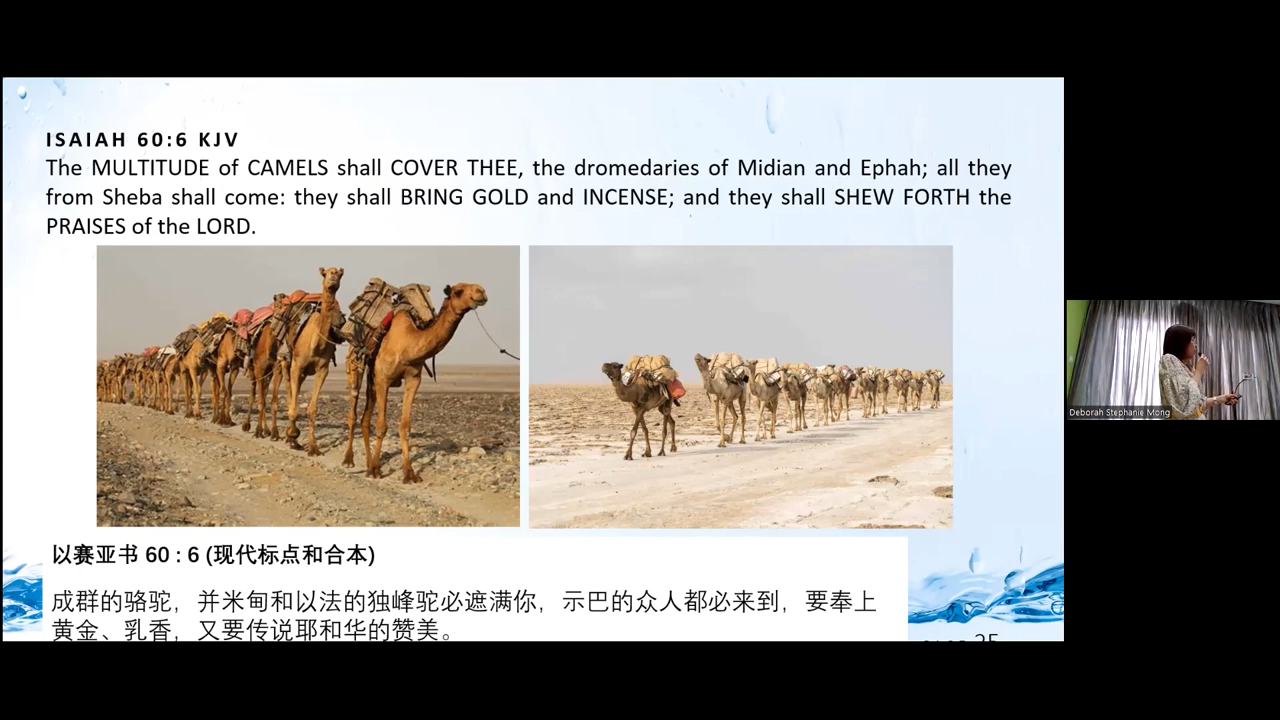 ISAIAH 60:6 KJV
The MULTITUDE of CAMELS shall COVER THEE, the dromedaries of Midian and Ephah; all they
from Sheba shall come: they shall BRING GOLD and INCENSE; and they shall SHEW FORTH the
PRAISES of the LORD.
以赛亚书 60 : 6 (现代标点和合本)
成群的骆驼，并米甸和以法的独峰驼必遮满你，示巴的众人都必来到，要奉上
黄金、乳香，又要传说耶和华的赞美。
Deborah Stephanie Mong